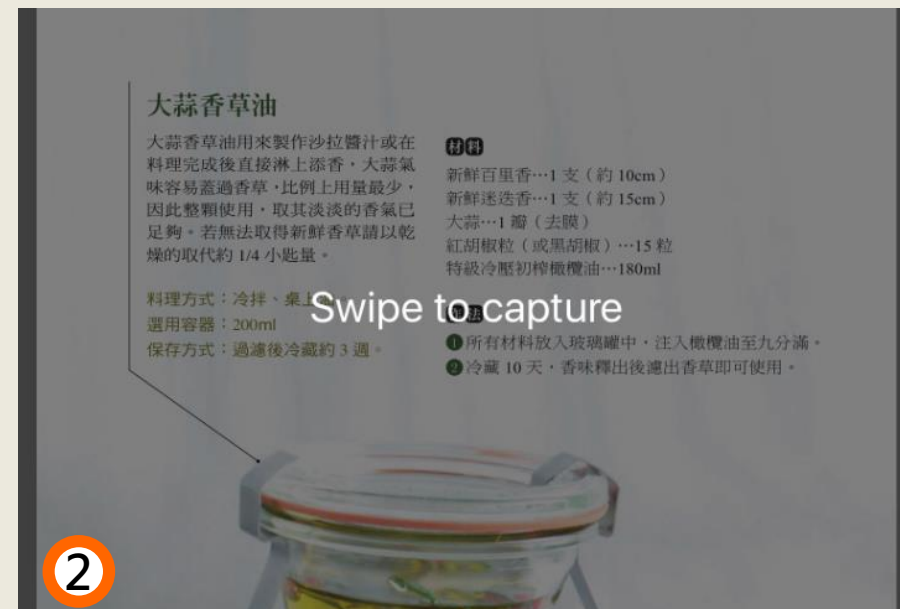 大蒜香草油
大蒜香草油用來製作沙拉醬汁或在
料理完成後直接淋上添香，大蒜氣
味容易蓋過香草，比例上用量最少，
因此整顆使用，取其淡淡的香氣已
足夠。若無法取得新鮮香草請以乾
燥的取代約 1/4 小匙量。
料理方式：冷拌、桌上
選用容器：200ml
保存方式：過濾後冷藏約 3 週。
材料
新鮮百里香…1 支（約 10cm）
新鮮迷迭香…1 支（約 15cm）
大蒜…1 瓣（去膜）
紅胡椒粒（或黑胡椒）…15 粒
特級冷壓初榨橄欖油…180ml
Swipe to capture
法
❶所有材料放入玻璃罐中，注入橄欖油至九分滿。
❷冷藏 10 天，香味釋出後濾出香草即可使用。
2